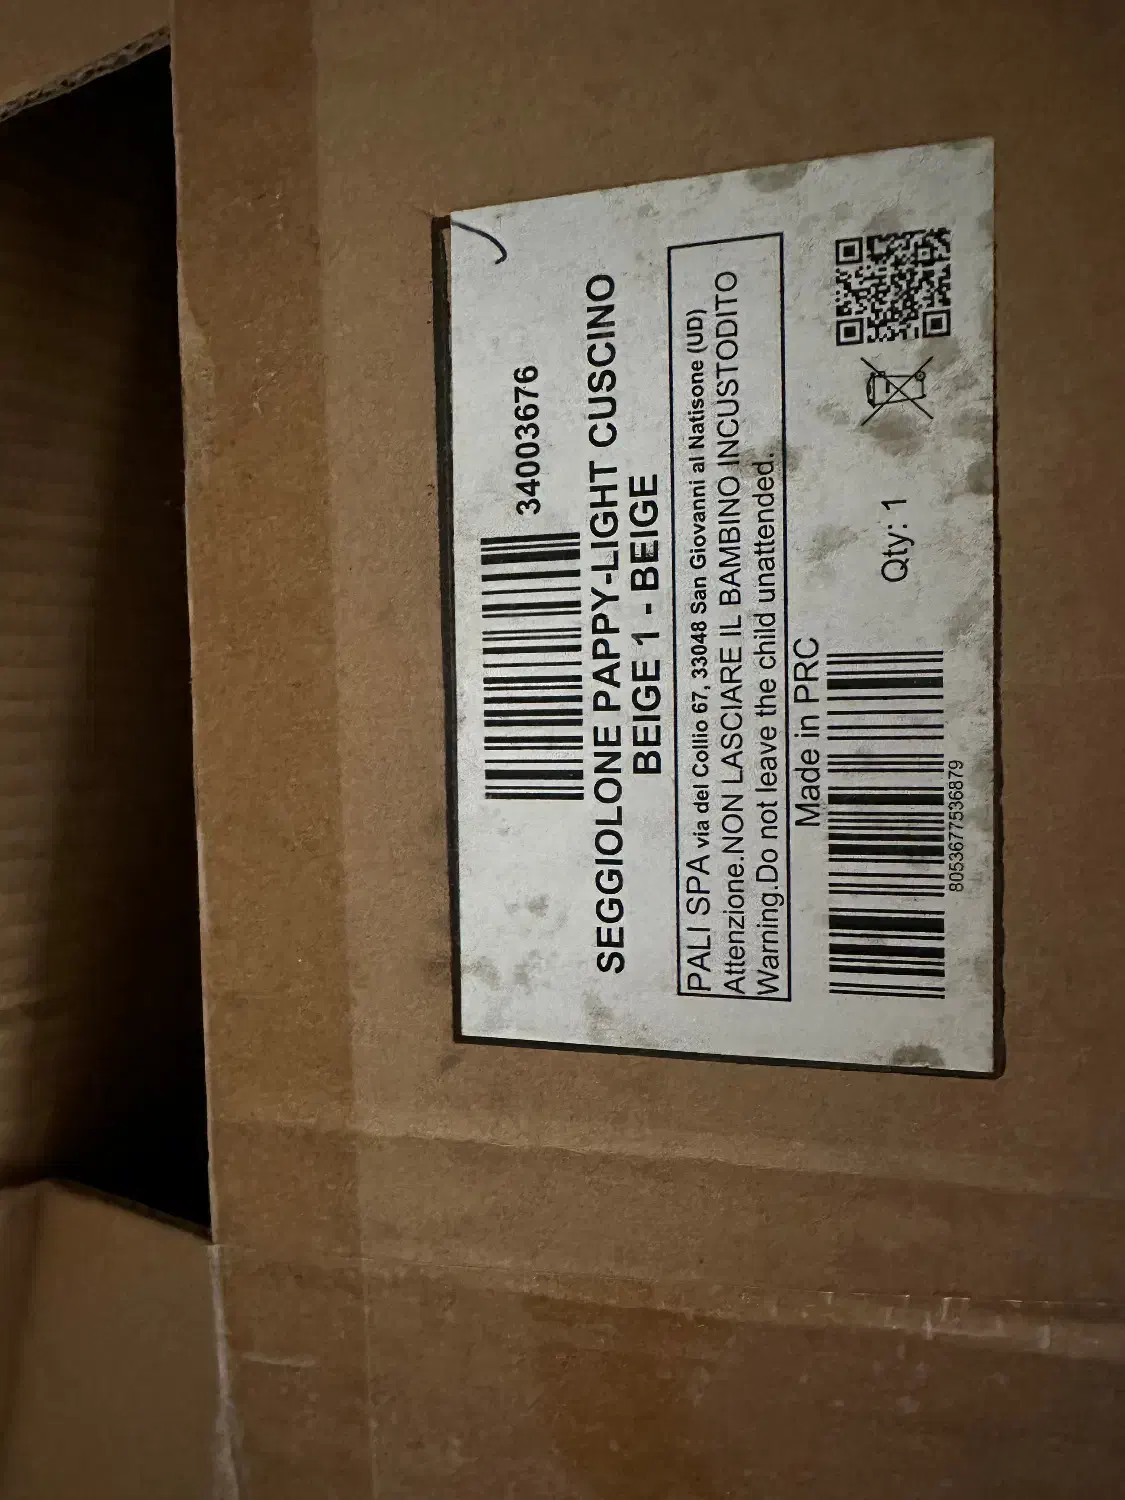 34003676
SEGGIOLONE PAPPY-LIGHT CUSCINO
BEIGE 1 - BEIGE
PALI SPA via del Collio 67, 33048 San Giovanni al Natisone (UD)
Attenzione.NON LASCIARE IL BAMBINO INCUSTODITO
Warning.Do not leave the child unattended.
Made in PRC
Qty: 1
8053677536879